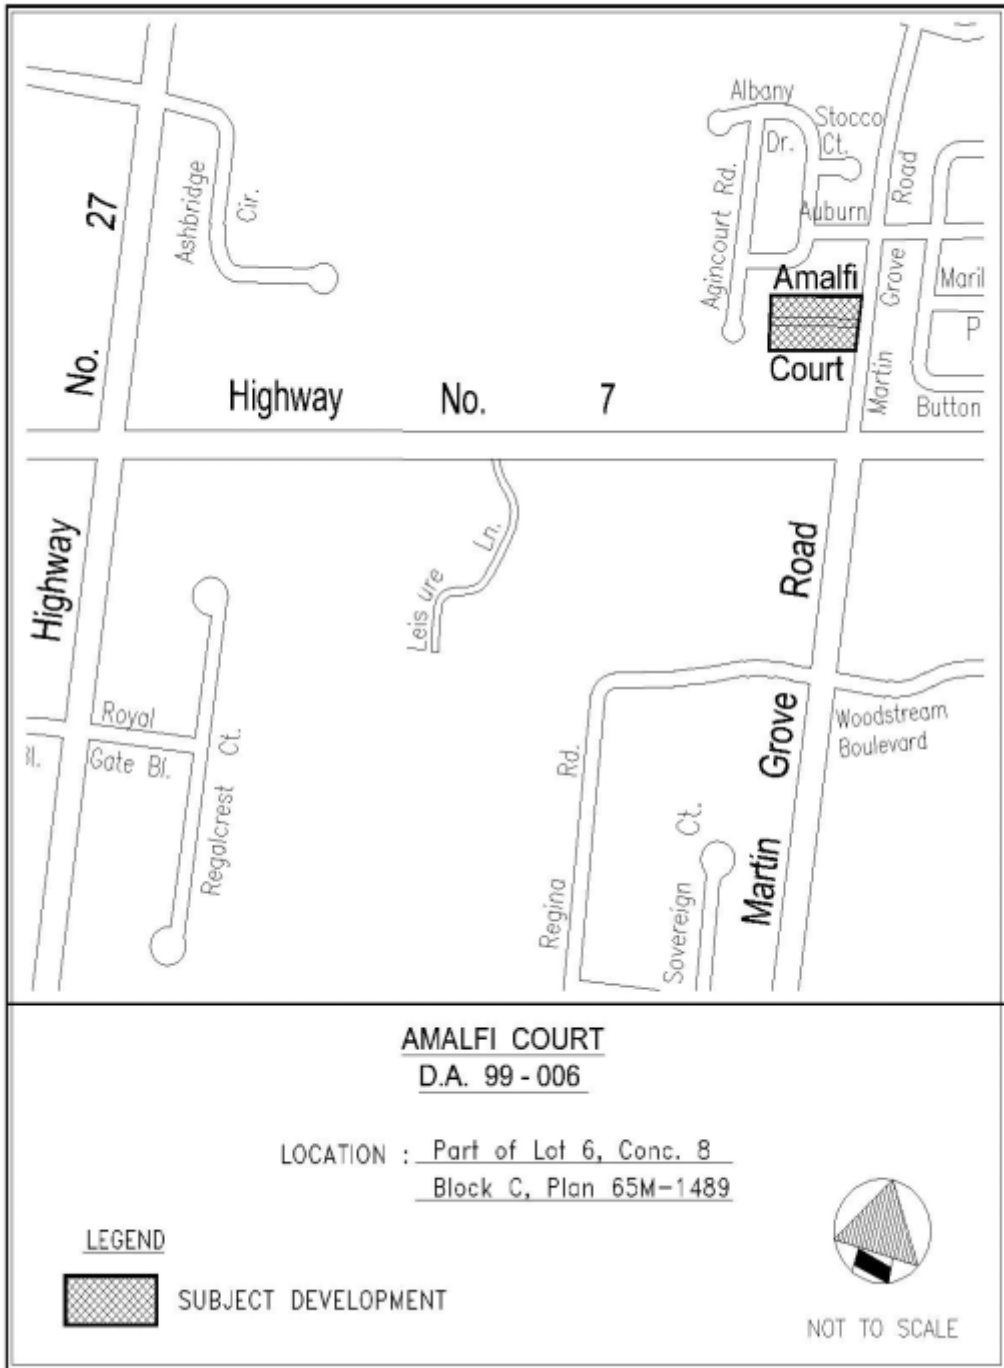 Albany
Dr.
Stocco
Ct.
Ashbridge
Cir.
27
No.
Highway
Agincourt Rd.
Auburn
Road
Grove
Martin
Amalfi
Court
Maril
P
Button
Highway No. 7
Leis ure
Ln.
Road
Grove
Martin
Royal
Gate Bl.
Bl.
Regalcrest
Ct.
Rd.
Regina
Woodstream
Boulevard
Sovereign
Ct.
AMALFI COURT
D.A. 99 - 006
LOCATION : Part of Lot 6, Conc. 8
Block C, Plan 65M-1489
LEGEND
SUBJECT DEVELOPMENT
NOT TO SCALE